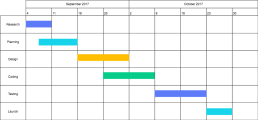 September 2017 October 2017
4 11 18 25 2 9 16 23 30
Research
Planning
Design
Coding
Testing
Launch